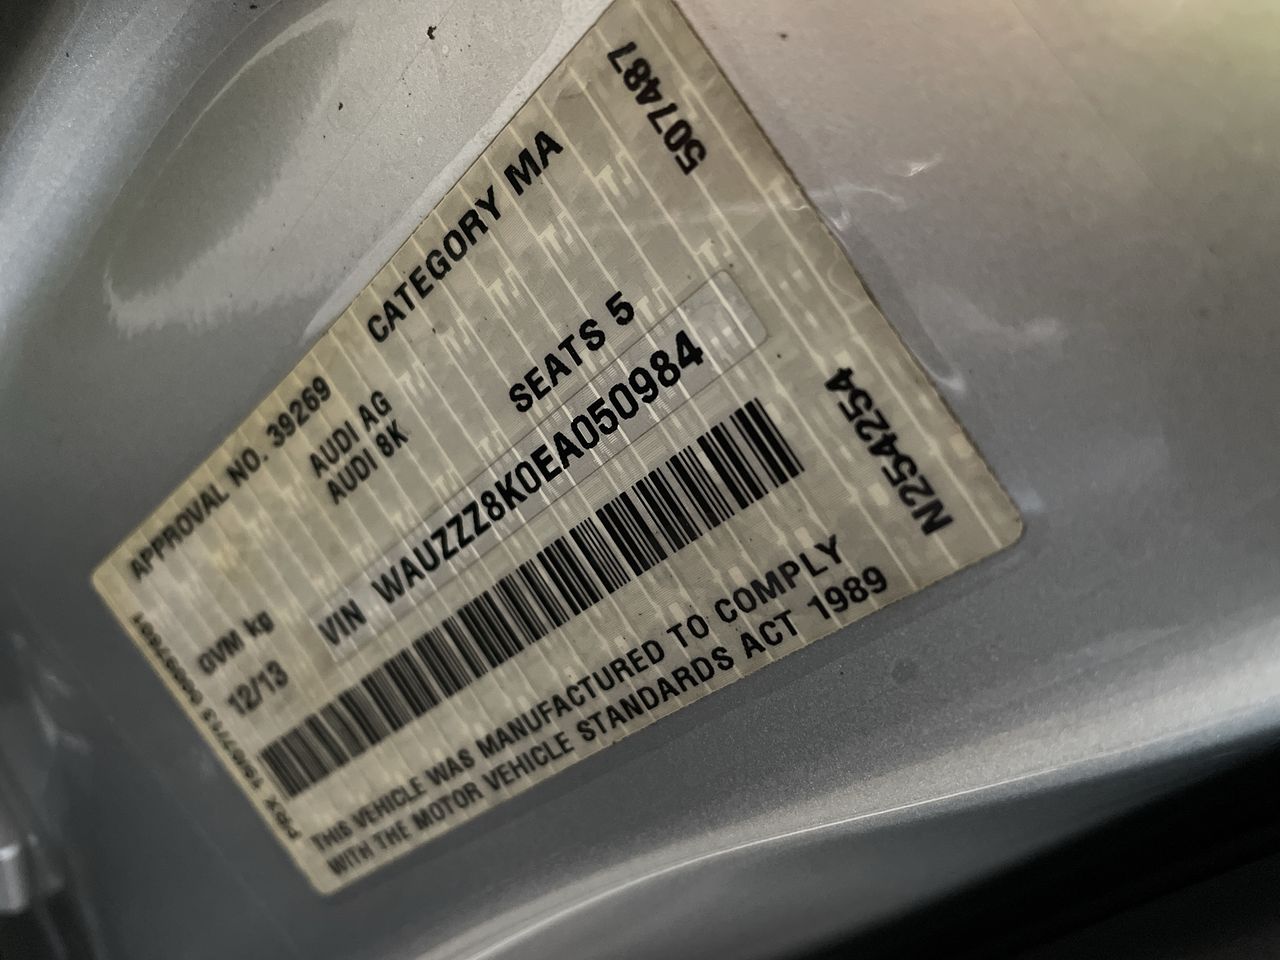 APPROVAL NO. 39269
CATEGORY MA
507487
AUDI AG
AUDI 8K
SEATS 5
GVM kg
12/13
VIN WAUZZZ8K0EA050984
N254254
THIS VEHICLE WAS MANUFACTURED TO COMPLY
WITH THE MOTOR VEHICLE STANDARDS ACT 1989